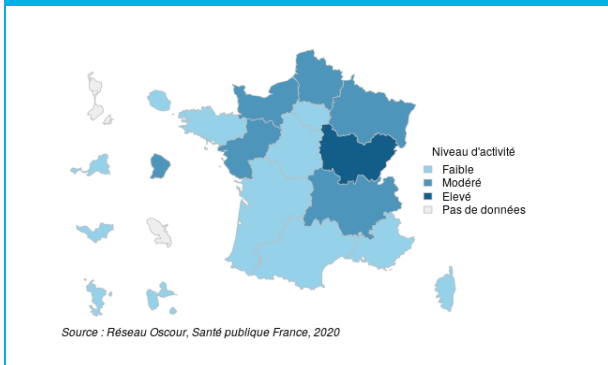 Niveau d'activité
Faible
Modéré
Elevé
Pas de données
Source : Réseau Oscour, Santé publique France, 2020